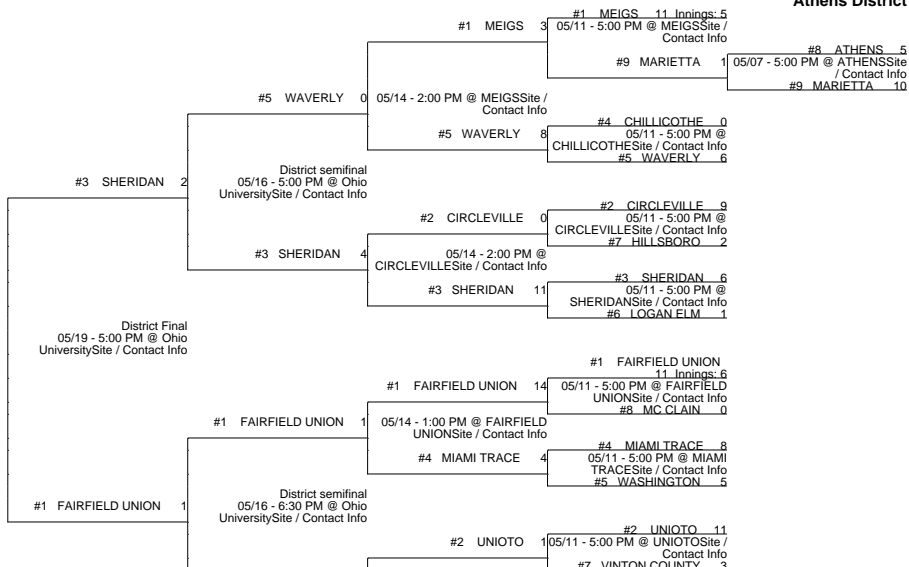 Athens District
#1 MEIGS 11 Innings: 5
05/11 - 5:00 PM @ MEIGSSite /
Contact Info
#1 MEIGS 3
#8 ATHENS 5
05/07 - 5:00 PM @ ATHENSSite
/ Contact Info
#9 MARIETTA 10
#9 MARIETTA 1
#5 WAVERLY 0
05/14 - 2:00 PM @ MEIGSSite /
Contact Info
#4 CHILLICOTHE 0
05/11 - 5:00 PM @
CHILLICOTHESite / Contact Info
#5 WAVERLY 6
#5 WAVERLY 8
District semifinal
05/16 - 5:00 PM @ Ohio
UniversitySite / Contact Info
#3 SHERIDAN 2
#2 CIRCLEVILLE 9
05/11 - 5:00 PM @
CIRCLEVILLESite / Contact Info
#7 HILLSBORO 2
#2 CIRCLEVILLE 0
05/14 - 2:00 PM @
CIRCLEVILLESite / Contact Info
#3 SHERIDAN 4
#3 SHERIDAN 6
05/11 - 5:00 PM @
SHERIDANSite / Contact Info
#6 LOGAN ELM 1
#3 SHERIDAN 11
District Final
05/19 - 5:00 PM @ Ohio
UniversitySite / Contact Info
#1 FAIRFIELD UNION
11 Innings: 6
05/11 - 5:00 PM @ FAIRFIELD
UNIONSite / Contact Info
#8 MC CLAIN 0
#1 FAIRFIELD UNION 14
#1 FAIRFIELD UNION 1
05/14 - 1:00 PM @ FAIRFIELD
UNIONSite / Contact Info
#4 MIAMI TRACE 8
05/11 - 5:00 PM @ MIAMI
TRACESite / Contact Info
#5 WASHINGTON 5
#4 MIAMI TRACE 4
District semifinal
05/16 - 6:30 PM @ Ohio
UniversitySite / Contact Info
#1 FAIRFIELD UNION 1
#2 UNIOTO 11
05/11 - 5:00 PM @ UNIOTOSite /
Contact Info
#7 VINTON COUNTY 3
#2 UNIOTO 1